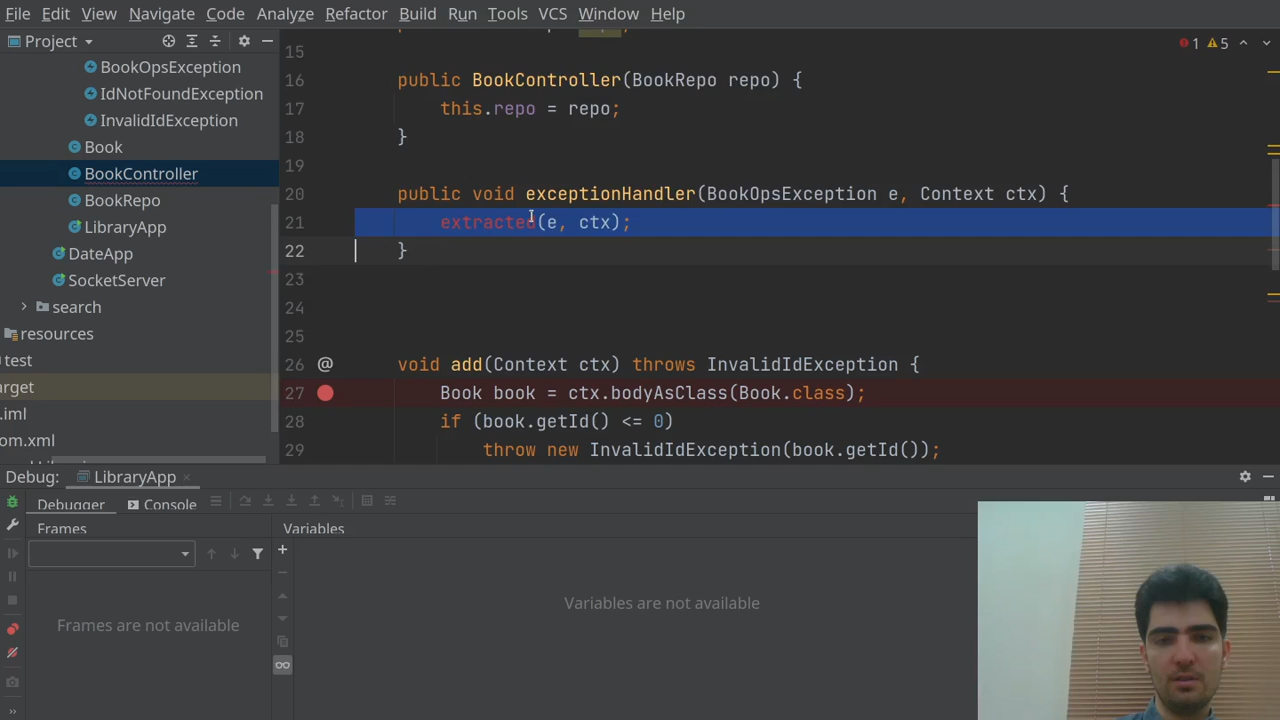 File Edit View Navigate Code Analyze Refactor Build Run Tools VCS Window Help
Project
BookOpsException
IdNotFoundException
InvalidIdException
Book
BookController
BookRepo
LibraryApp
DateApp
SocketServer
search
resources
test
arget
.iml
om.xml
1 5
15
16 public BookController(BookRepo repo) {
17 this.repo = repo;
18 }
19
20 public void exceptionHandler(BookOpsException e, Context ctx) {
21 extracted(e, ctx);
22 }
23
24
25
26 @ void add(Context ctx) throws InvalidIdException {
27 Book book = ctx.bodyAsClass(Book.class);
28 if (book.getId() <= 0)
29 throw new InvalidIdException(book.getId());
Debug: LibraryApp
Debugger Console
Frames
Variables
Frames are not available
Variables are not available